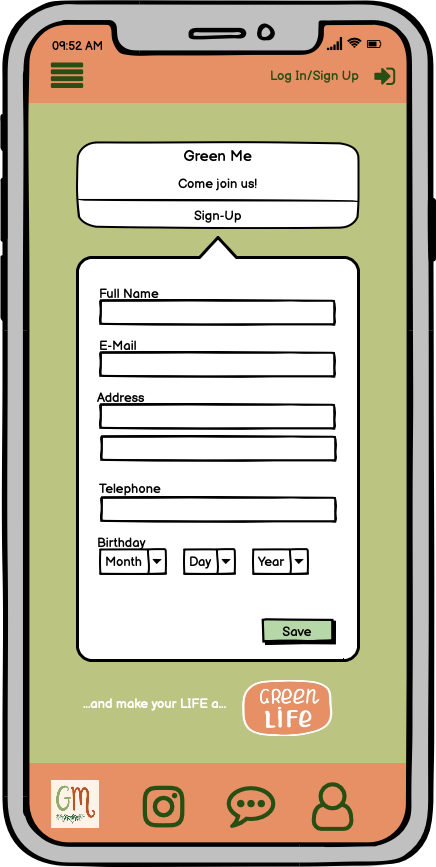 09:52 AM
Log In/Sign Up
Green Me
Come join us!
Sign-Up
Full Name
E-Mail
Address
Telephone
Birthday
Month
Day
Year
Save
...and make your LIFE a...
GREEN
LiFE
GM